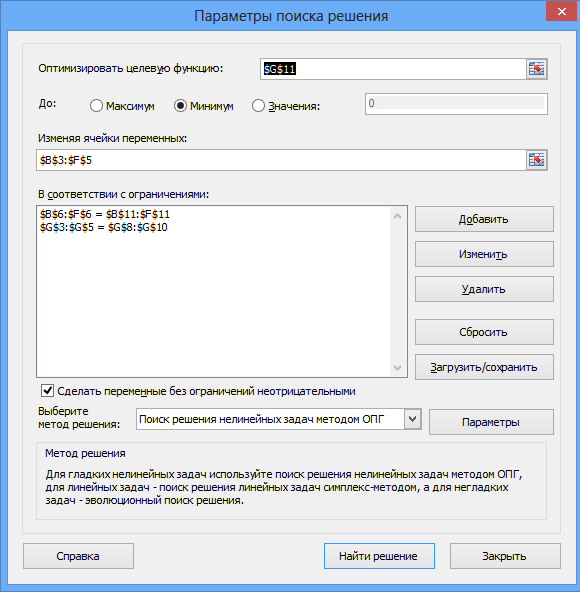 Параметры поиска решения
Оптимизировать целевую функцию: $G$11
До: Максимум Минимум Значения: 0
Изменяя ячейки переменных:
$B$3:$F$5
В соответствии с ограничениями:
$B$6:$F$6 = $B$11:$F$11
$G$3:$G$5 = $G$8:$G$10
Добавить
Изменить
Удалить
Сбросить
Загрузить/сохранить
Сделать переменные без ограничений неотрицательными
Выберите
метод решения:
Поиск решения нелинейных задач методом ОПГ
Параметры
Метод решения
Для гладких нелинейных задач используйте поиск решения нелинейных задач методом ОПГ,
для линейных задач - поиск решения линейных задач симплекс-методом, а для негладких
задач - эволюционный поиск решения.
Справка Найти решение Закрыть